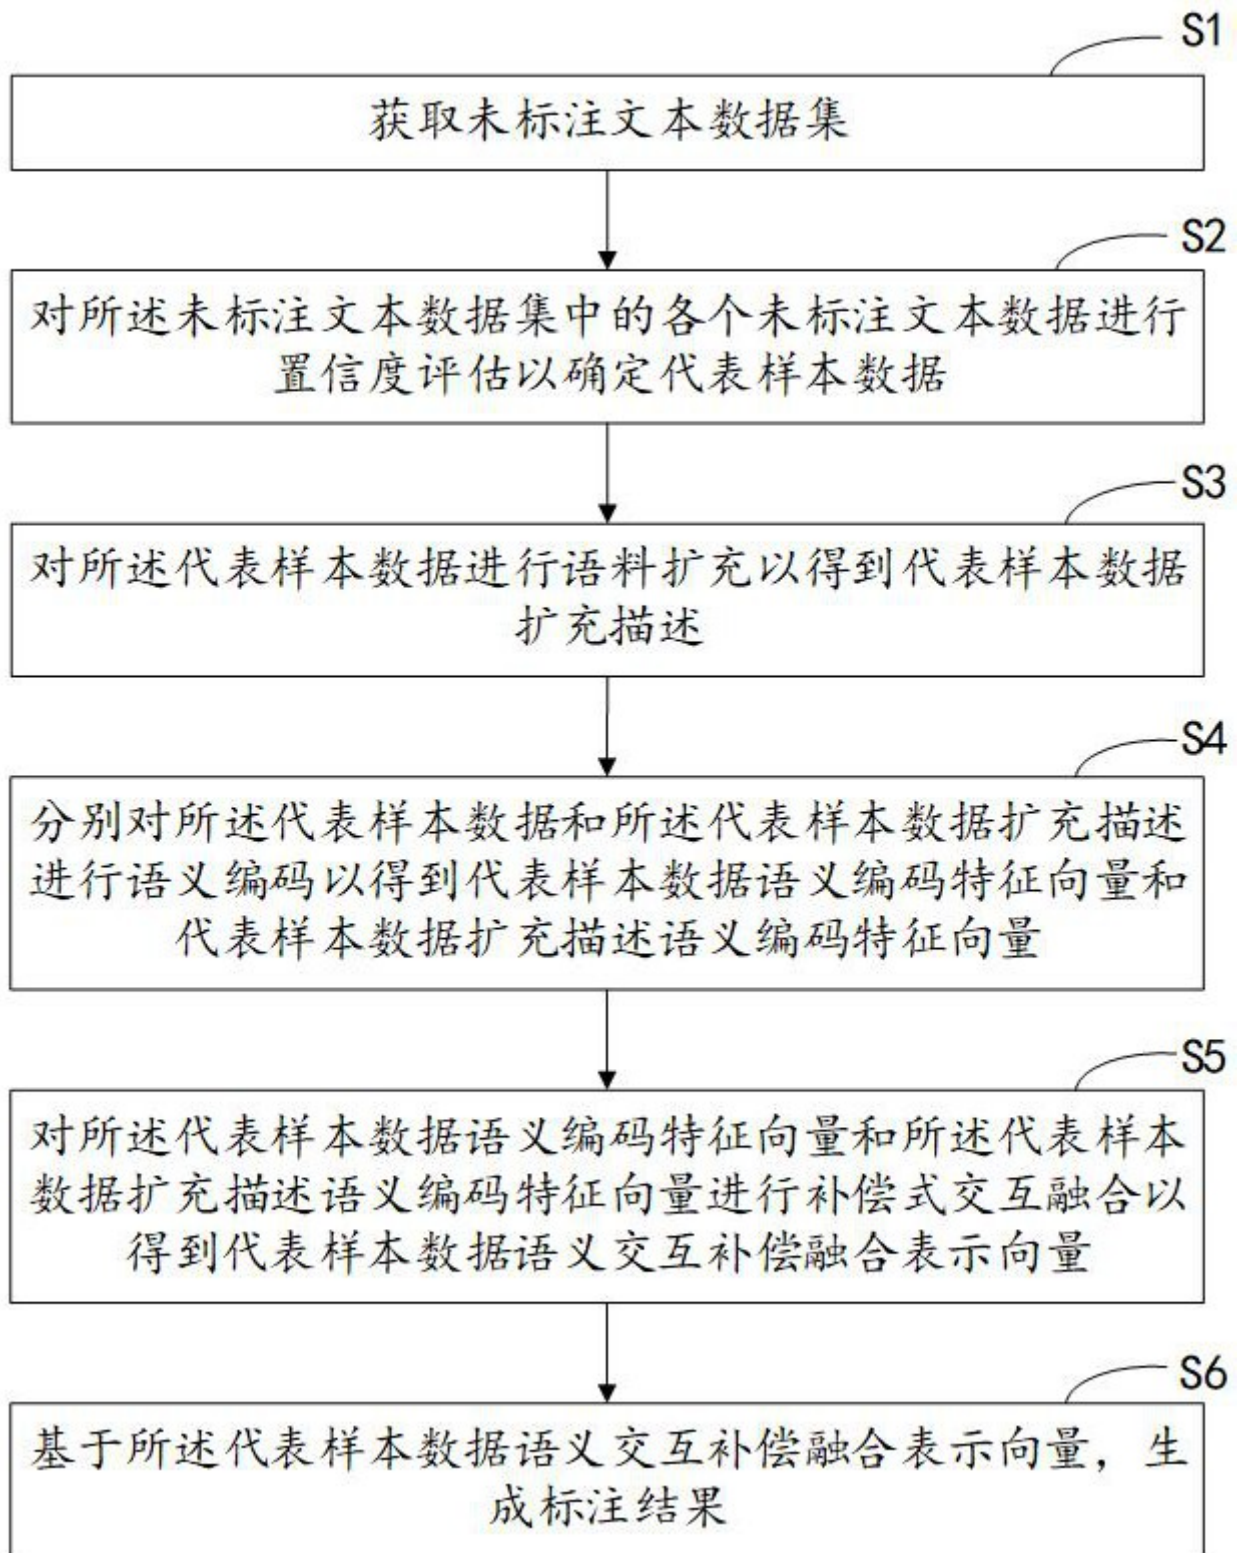 S1
获取未标注文本数据集
S2
对所述未标注文本数据集中的各个未标注文本数据进行
置信度评估以确定代表样本数据
S3
对所述代表样本数据进行语料扩充以得到代表样本数据
扩充描述
S4
分别对所述代表样本数据和所述代表样本数据扩充描述
进行语义编码以得到代表样本数据语义编码特征向量和
代表样本数据扩充描述语义编码特征向量
S5
对所述代表样本数据语义编码特征向量和所述代表样本
数据扩充描述语义编码特征向量进行补偿式交互融合以
得到代表样本数据语义交互补偿融合表示向量
S6
基于所述代表样本数据语义交互补偿融合表示向量，生
成标注结果